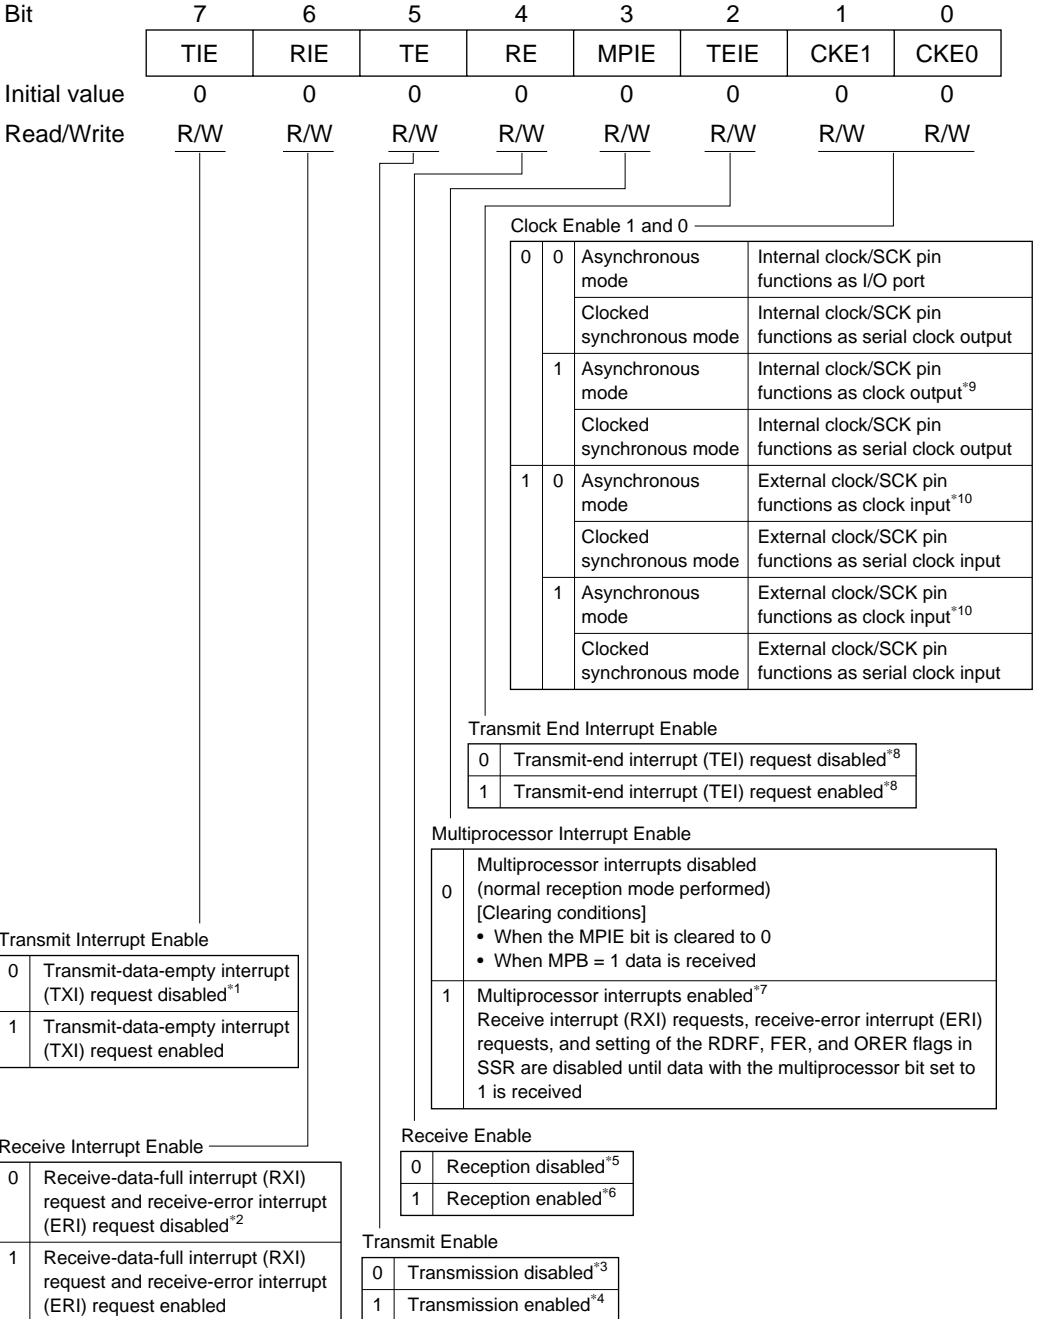 Bit 7 6 5 4 3 2 1 0
TIE RIE TE RE MPIE TEIE CKE1 CKE0
Initial value 0 0 0 0 0 0 0 0
Read/Write R/W R/W R/W R/W R/W R/W R/W R/W
Clock Enable 1 and 0
0 0 Asynchronous mode Internal clock/SCK pin functions as I/O port
Clocked synchronous mode Internal clock/SCK pin functions as serial clock output
1 Asynchronous mode Internal clock/SCK pin functions as clock output*9
Clocked synchronous mode Internal clock/SCK pin functions as serial clock output
1 0 Asynchronous mode External clock/SCK pin functions as clock input*10
Clocked synchronous mode External clock/SCK pin functions as serial clock input
1 Asynchronous mode External clock/SCK pin functions as clock input*10
Clocked synchronous mode External clock/SCK pin functions as serial clock input
Transmit End Interrupt Enable
0 Transmit-end interrupt (TEI) request disabled*8
1 Transmit-end interrupt (TEI) request enabled*8
Multiprocessor Interrupt Enable
0 Multiprocessor interrupts disabled
(normal reception mode performed)
[Clearing conditions]
• When the MPIE bit is cleared to 0
• When MPB = 1 data is received
1 Multiprocessor interrupts enabled*7
Receive interrupt (RXI) requests, receive-error interrupt (ERI)
requests, and setting of the RDRF, FER, and ORER flags in
SSR are disabled until data with the multiprocessor bit set to
1 is received
Transmit Interrupt Enable
0 Transmit-data-empty interrupt
(TXI) request disabled*1
1 Transmit-data-empty interrupt
(TXI) request enabled
Receive Enable
0 Reception disabled*5
1 Reception enabled*6
Receive Interrupt Enable
0 Receive-data-full interrupt (RXI)
request and receive-error interrupt
(ERI) request disabled*2
1 Receive-data-full interrupt (RXI)
request and receive-error interrupt
(ERI) request enabled
Transmit Enable
0 Transmission disabled*3
1 Transmission enabled*4